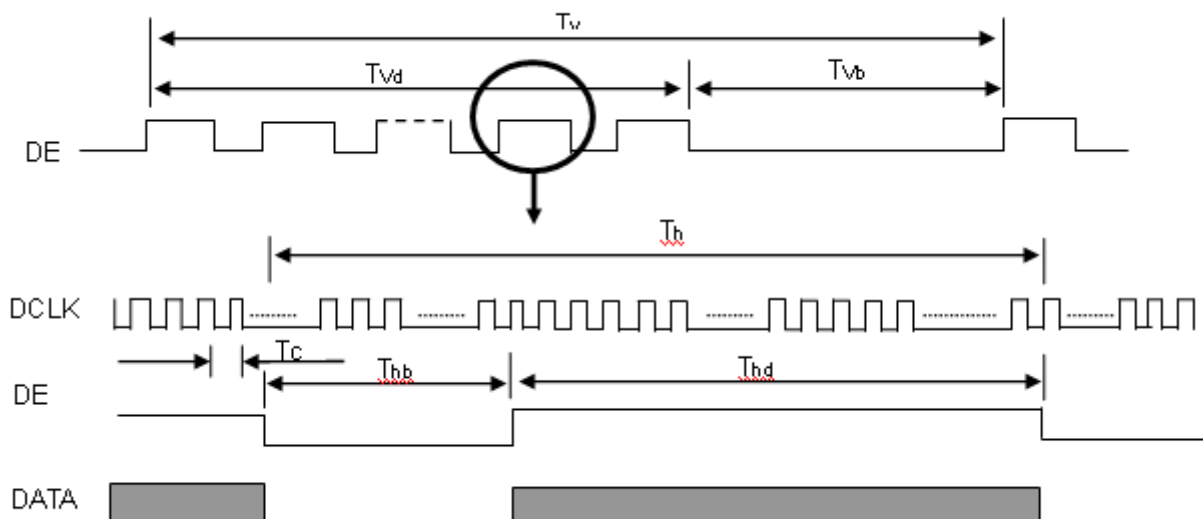 Tv
TVd
TVb
DE
Th
DCLK
Tc
Thb
Thd
DE
DATA